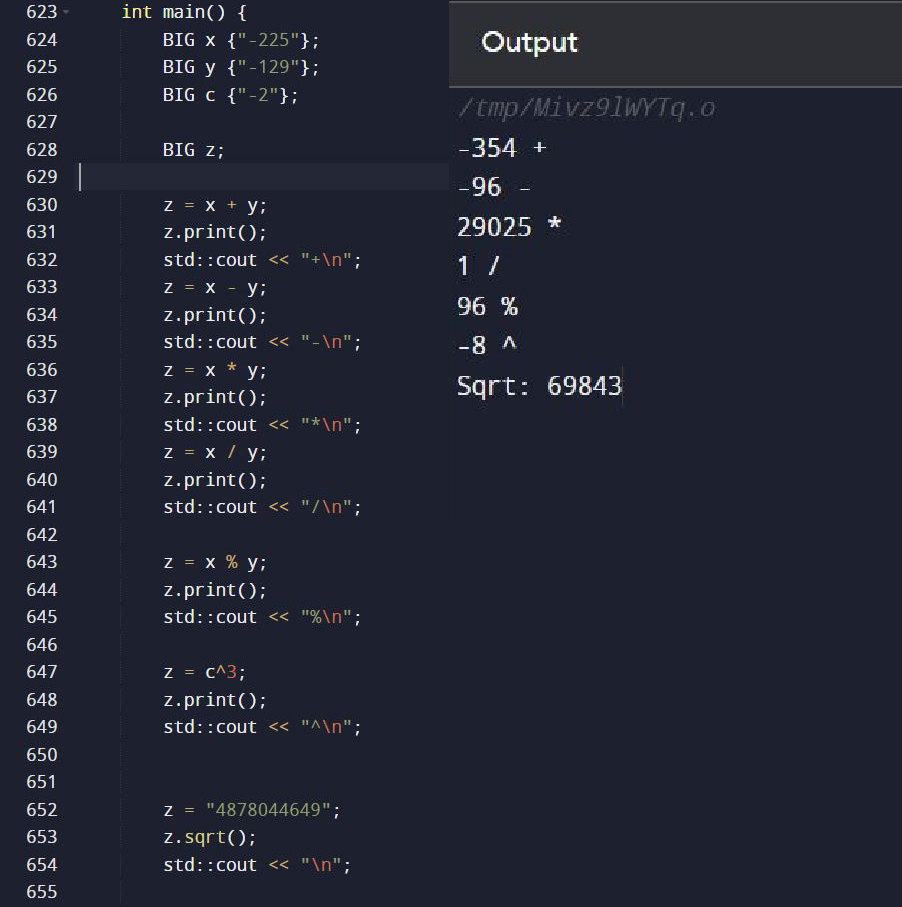 623 int main() {
624 BIG x {"-225"};
625 BIG y {"-129"};
626 BIG c {"-2"};
627
628 BIG z;
629
630 z = x + y;
631 z.print();
632 std::cout << "+\n";
633 z = x - y;
634 z.print();
635 std::cout << "-\n";
636 z = x * y;
637 z.print();
638 std::cout << "*\n";
639 z = x / y;
640 z.print();
641 std::cout << "/\n";
642
643 z = x % y;
644 z.print();
645 std::cout << "%\n";
646
647 z = c^3;
648 z.print();
649 std::cout << "^\n";
650
651
652 z = "4878044649";
653 z.sqrt();
654 std::cout << "\n";
655
Output
/tmp/Mivz9lWYTq.o
-354 +
-96 -
29025 *
1 /
96 %
-8 ^
Sqrt: 69843